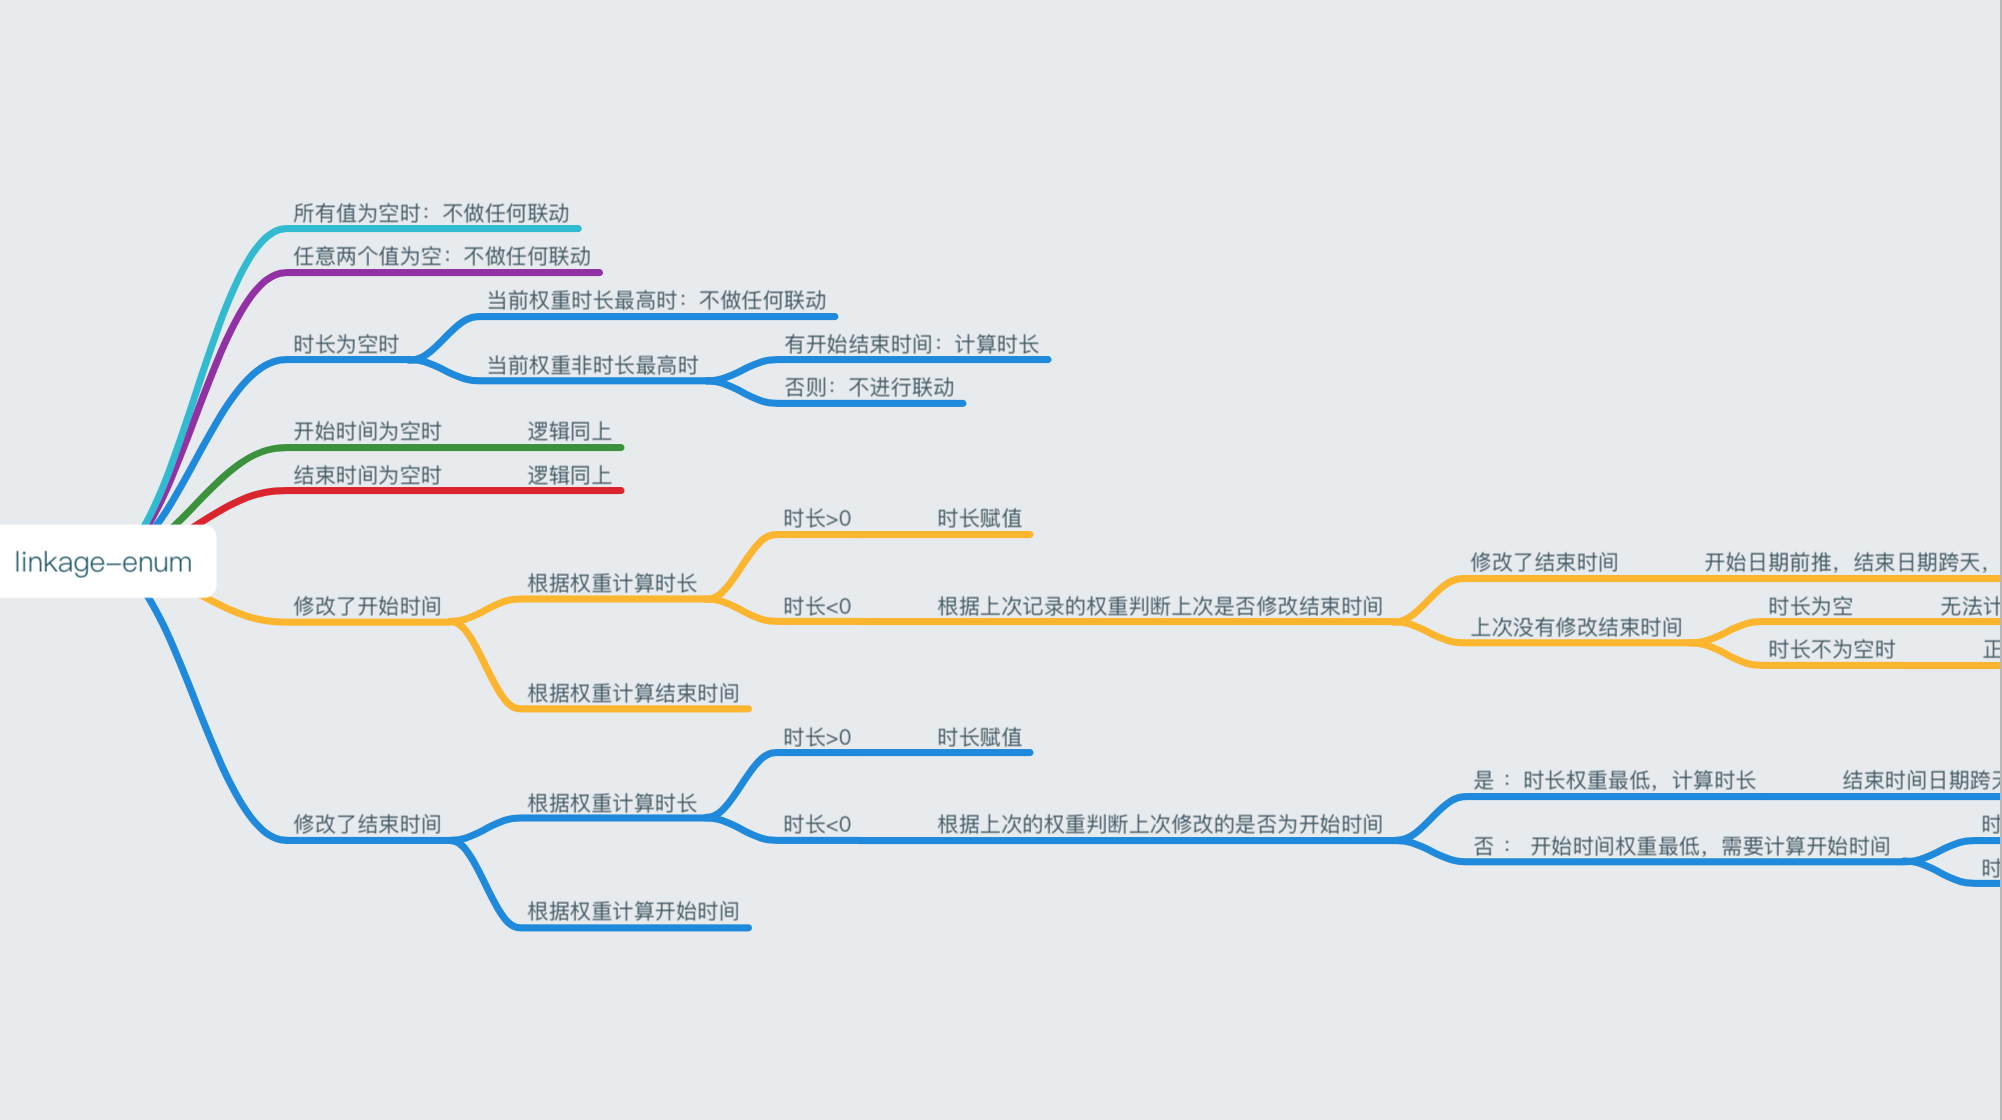 所有值为空时：不做任何联动
任意两个值为空：不做任何联动
当前权重时长最高时：不做任何联动
时长为空时
有开始结束时间：计算时长
当前权重非时长最高时
否则：不进行联动
开始时间为空时 逻辑同上
结束时间为空时 逻辑同上
linkage-enum
时长>0 时长赋值
修改了结束时间 开始日期前推，结束日期跨天，
根据权重计算时长
修改了开始时间
时长<0 根据上次记录的权重判断上次是否修改结束时间
时长为空 无法计
上次没有修改结束时间
时长不为空时 正
根据权重计算结束时间
时长>0 时长赋值
是 ：时长权重最低，计算时长 结束时间日期跨天
根据权重计算时长
修改了结束时间
时长<0 根据上次的权重判断上次修改的是否为开始时间
时
否 ： 开始时间权重最低，需要计算开始时间
时
根据权重计算开始时间